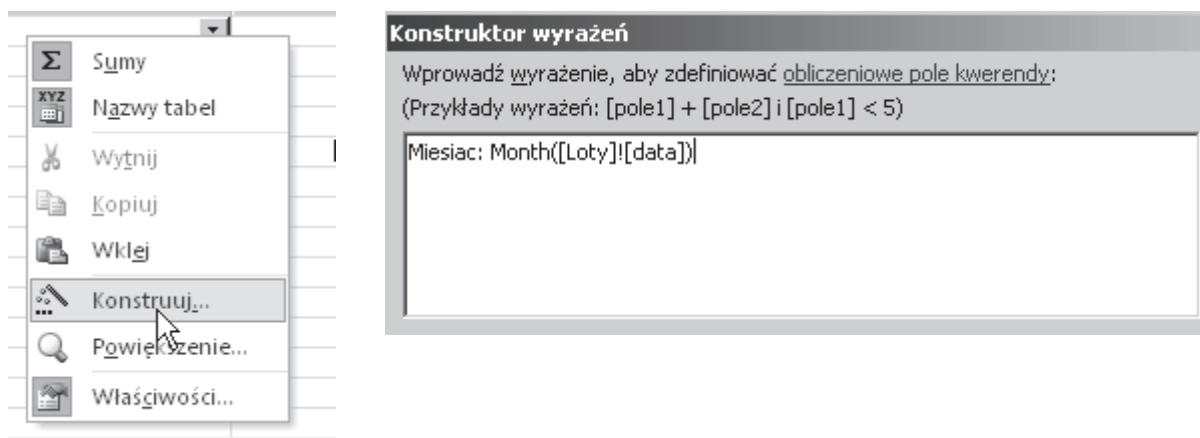 Sumy
XYZ
Nazwy tabel
Wytnij
Kopiuj
Wklej
Konstruuj...
Powiększenie...
Właściwości...
Konstruktor wyrażeń
Wprowadź wyrażenie, aby zdefiniować obliczeniowe pole kwerendy:
(Przykłady wyrażeń: [pole1] + [pole2] i [pole1] < 5)
Miesiac: Month([Loty]![data])